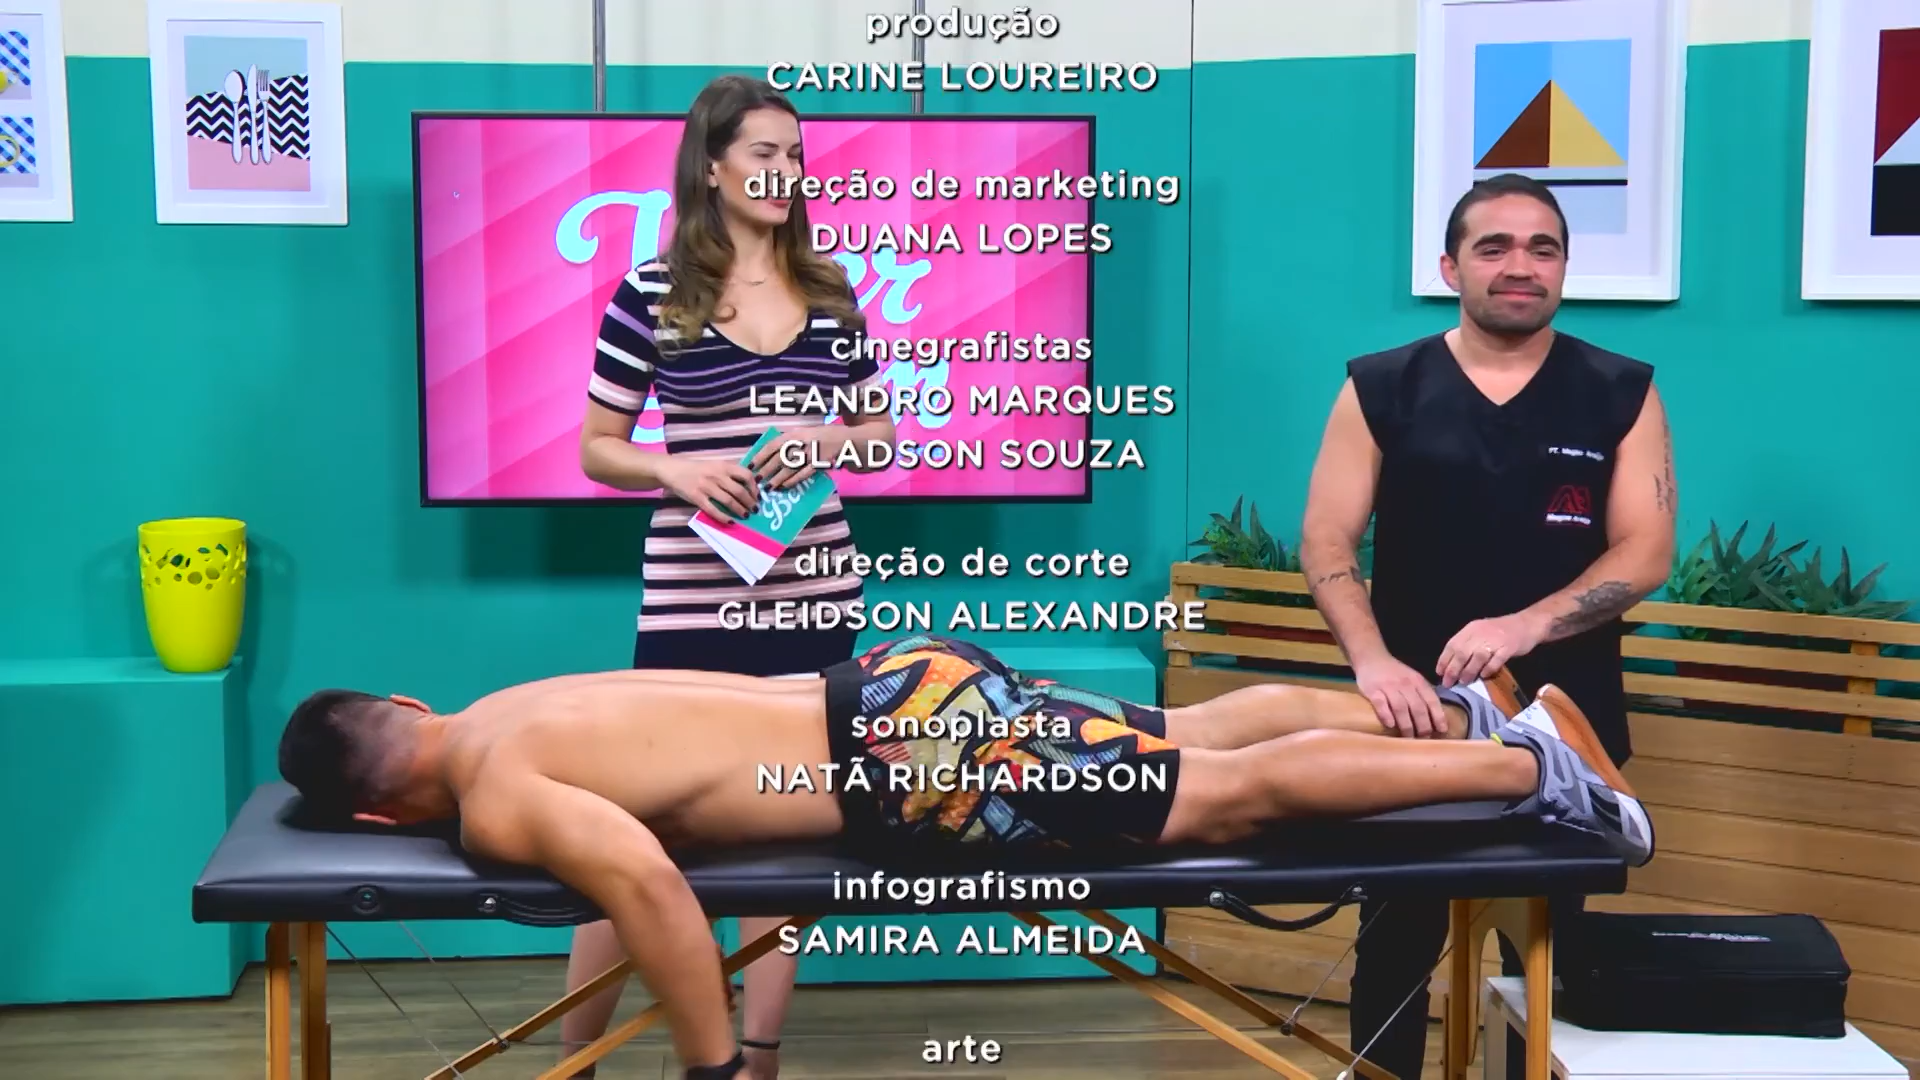 produção
CARINE LOUREIRO
direção de marketing
DUANA LOPES
cinegrafistas
LEANDRO MARQUES
GLADSON SOUZA
direção de corte
GLEIDSON ALEXANDRE
sonoplasta
NATÃ RICHARDSON
infografismo
SAMIRA ALMEIDA
arte
Bem